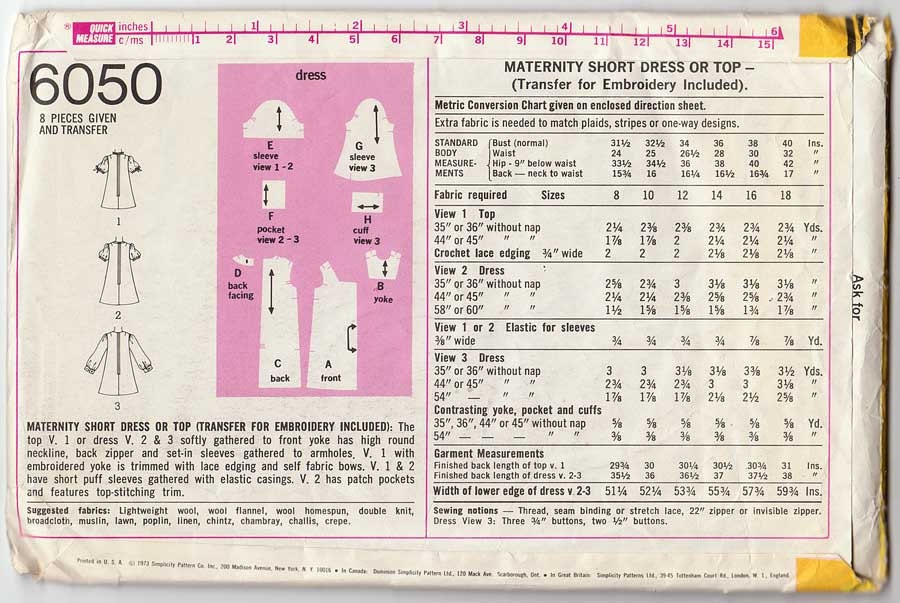 ® QUICK MEASURE inches 1 2 3 4 5 6
c/ms 1 2 3 4 5 6 7 8 9 10 11 12 13 14 15
6050
8 PIECES GIVEN
AND TRANSFER
1
2
3
dress
E
sleeve
view 1 - 2
G
sleeve
view 3
F
pocket
view 2 - 3
H
cuff
view 3
D
back
facing
B
yoke
C
back
A
front
MATERNITY SHORT DRESS OR TOP (TRANSFER FOR EMBROIDERY INCLUDED): The
top V. 1 or dress V. 2 & 3 softly gathered to front yoke has high round
neckline, back zipper and set-in sleeves gathered to armholes. V. 1 with
embroidered yoke is trimmed with lace edging and self fabric bows. V. 1 & 2
have short puff sleeves gathered with elastic casings. V. 2 has patch pockets
and features top-stitching trim.
Suggested fabrics: Lightweight wool, wool flannel, wool homespun, double knit,
broadcloth, muslin, lawn, poplin, linen, chintz, chambray, challis, crepe.
MATERNITY SHORT DRESS OR TOP –
(Transfer for Embroidery Included).
Metric Conversion Chart given on enclosed direction sheet.
Extra fabric is needed to match plaids, stripes or one-way designs.
STANDARD Bust (normal) 31½ 32½ 34 36 38 40 Ins.
BODY Waist 24 25 26½ 28 30 32 "
MEASURE- Hip - 9" below waist 33½ 34½ 36 38 40 42 "
MENTS Back — neck to waist 15¾ 16 16¼ 16½ 16¾ 17 "
Fabric required Sizes 8 10 12 14 16 18
View 1 Top
35" or 36" without nap 2¼ 2⅜ 2⅜ 2¾ 2¾ 2¾ Yds.
44" or 45" " " 1⅞ 1⅞ 2 2¼ 2¼ 2¼ "
Crochet lace edging ¾" wide 2 2 2 2⅛ 2⅛ 2⅛ "
View 2 Dress
35" or 36" without nap 2⅝ 2¾ 3 3⅛ 3⅛ 3⅛ "
44" or 45" " " 2¼ 2¼ 2⅜ 2⅝ 2⅝ 2¾ "
58" or 60" " " 1½ 1⅝ 1⅝ 1⅝ 1¾ 1⅞ "
View 1 or 2 Elastic for sleeves
⅜" wide ¾ ¾ ¾ ¾ ⅞ ⅞ Yd.
View 3 Dress
35" or 36" without nap 3 3 3⅛ 3⅛ 3⅜ 3½ Yds.
44" or 45" " " 2¾ 2¾ 2¾ 3 3 3⅛ "
54" — " " 1⅞ 1⅞ 1⅞ 2⅛ 2½ 2⅝ "
Contrasting yoke, pocket and cuffs
35", 36", 44" or 45" without nap ⅝ ⅝ ⅝ ⅝ ⅝ ⅝ Yd.
54" — — — " " ⅜ ⅜ ⅜ ⅜ ⅜ ⅜ "
Garment Measurements
Finished back length of top v. 1 29¾ 30 30¼ 30½ 30¾ 31 Ins.
Finished back length of dress v. 2-3 35½ 36 36½ 37 37½ 38 "
Width of lower edge of dress v 2-3 51¼ 52¼ 53¾ 55¾ 57¾ 59¾ Ins.
Sewing notions — Thread, seam binding or stretch lace, 22" zipper or invisible zipper.
Dress View 3: Three ¾" buttons, two ½" buttons.
Ask for
Printed in U. S. A. © 1973 Simplicity Pattern Co. Inc., 200 Madison Avenue, New York, N. Y. 10016 • In Canada: Dominion Simplicity Pattern Ltd., 120 Mack Ave. Scarborough, Ont. • In Great Britain: Simplicity Patterns Ltd., 39-45 Tottenham Court Rd., London, W. 1., England.